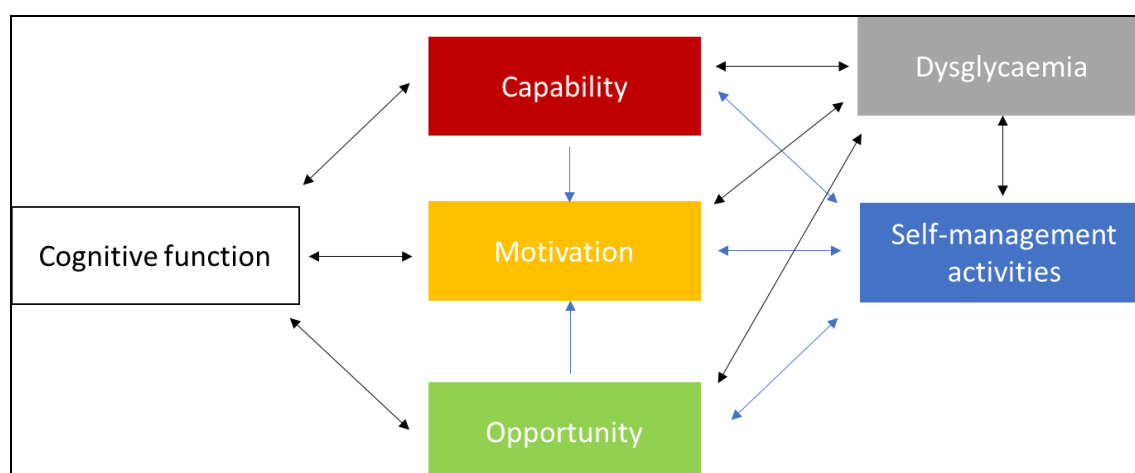 Capability
Dysglycaemia
Cognitive function
Motivation
Self-management
activities
Opportunity